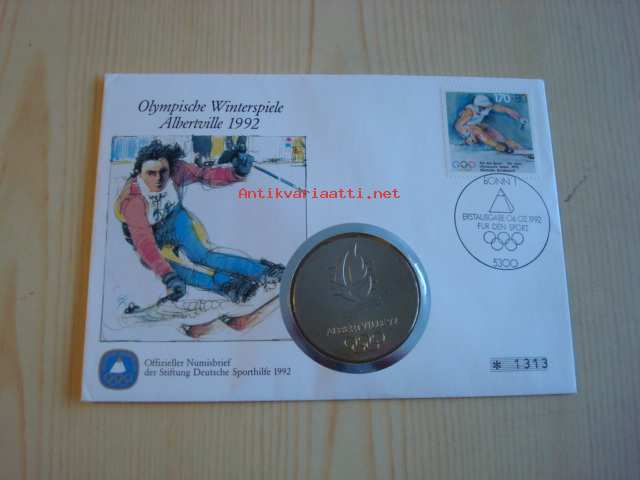 Olympische Winterspiele
Albertville 1992
Antikvariaatti.net
170
BONN 1
ERSTAUSGABE 06.02.1992
FÜR DEN SPORT
5300
ALBERTVILLE 92
Offizieller Numisbrief
der Stiftung Deutsche Sporthilfe 1992
* 1313